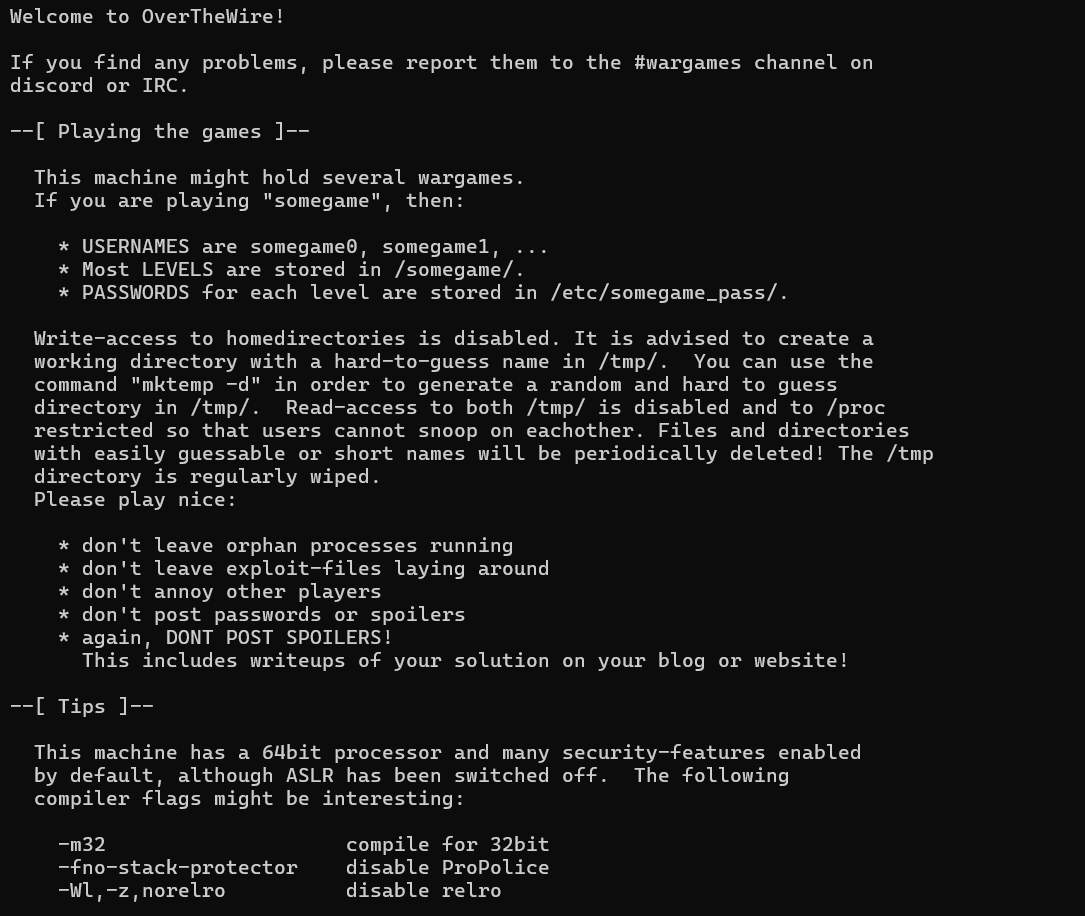 Welcome to OverTheWire!
If you find any problems, please report them to the #wargames channel on
discord or IRC.
--[ Playing the games ]--
This machine might hold several wargames.
If you are playing "somegame", then:
* USERNAMES are somegame0, somegame1, ...
* Most LEVELS are stored in /somegame/.
* PASSWORDS for each level are stored in /etc/somegame_pass/.
Write-access to homedirectories is disabled. It is advised to create a
working directory with a hard-to-guess name in /tmp/.  You can use the
command "mktemp -d" in order to generate a random and hard to guess
directory in /tmp/.  Read-access to both /tmp/ is disabled and to /proc
restricted so that users cannot snoop on eachother. Files and directories
with easily guessable or short names will be periodically deleted! The /tmp
directory is regularly wiped.
Please play nice:
* don't leave orphan processes running
* don't leave exploit-files laying around
* don't annoy other players
* don't post passwords or spoilers
* again, DONT POST SPOILERS!
This includes writeups of your solution on your blog or website!
--[ Tips ]--
This machine has a 64bit processor and many security-features enabled
by default, although ASLR has been switched off.  The following
compiler flags might be interesting:
-m32                    compile for 32bit
-fno-stack-protector    disable ProPolice
-Wl,-z,norelro          disable relro